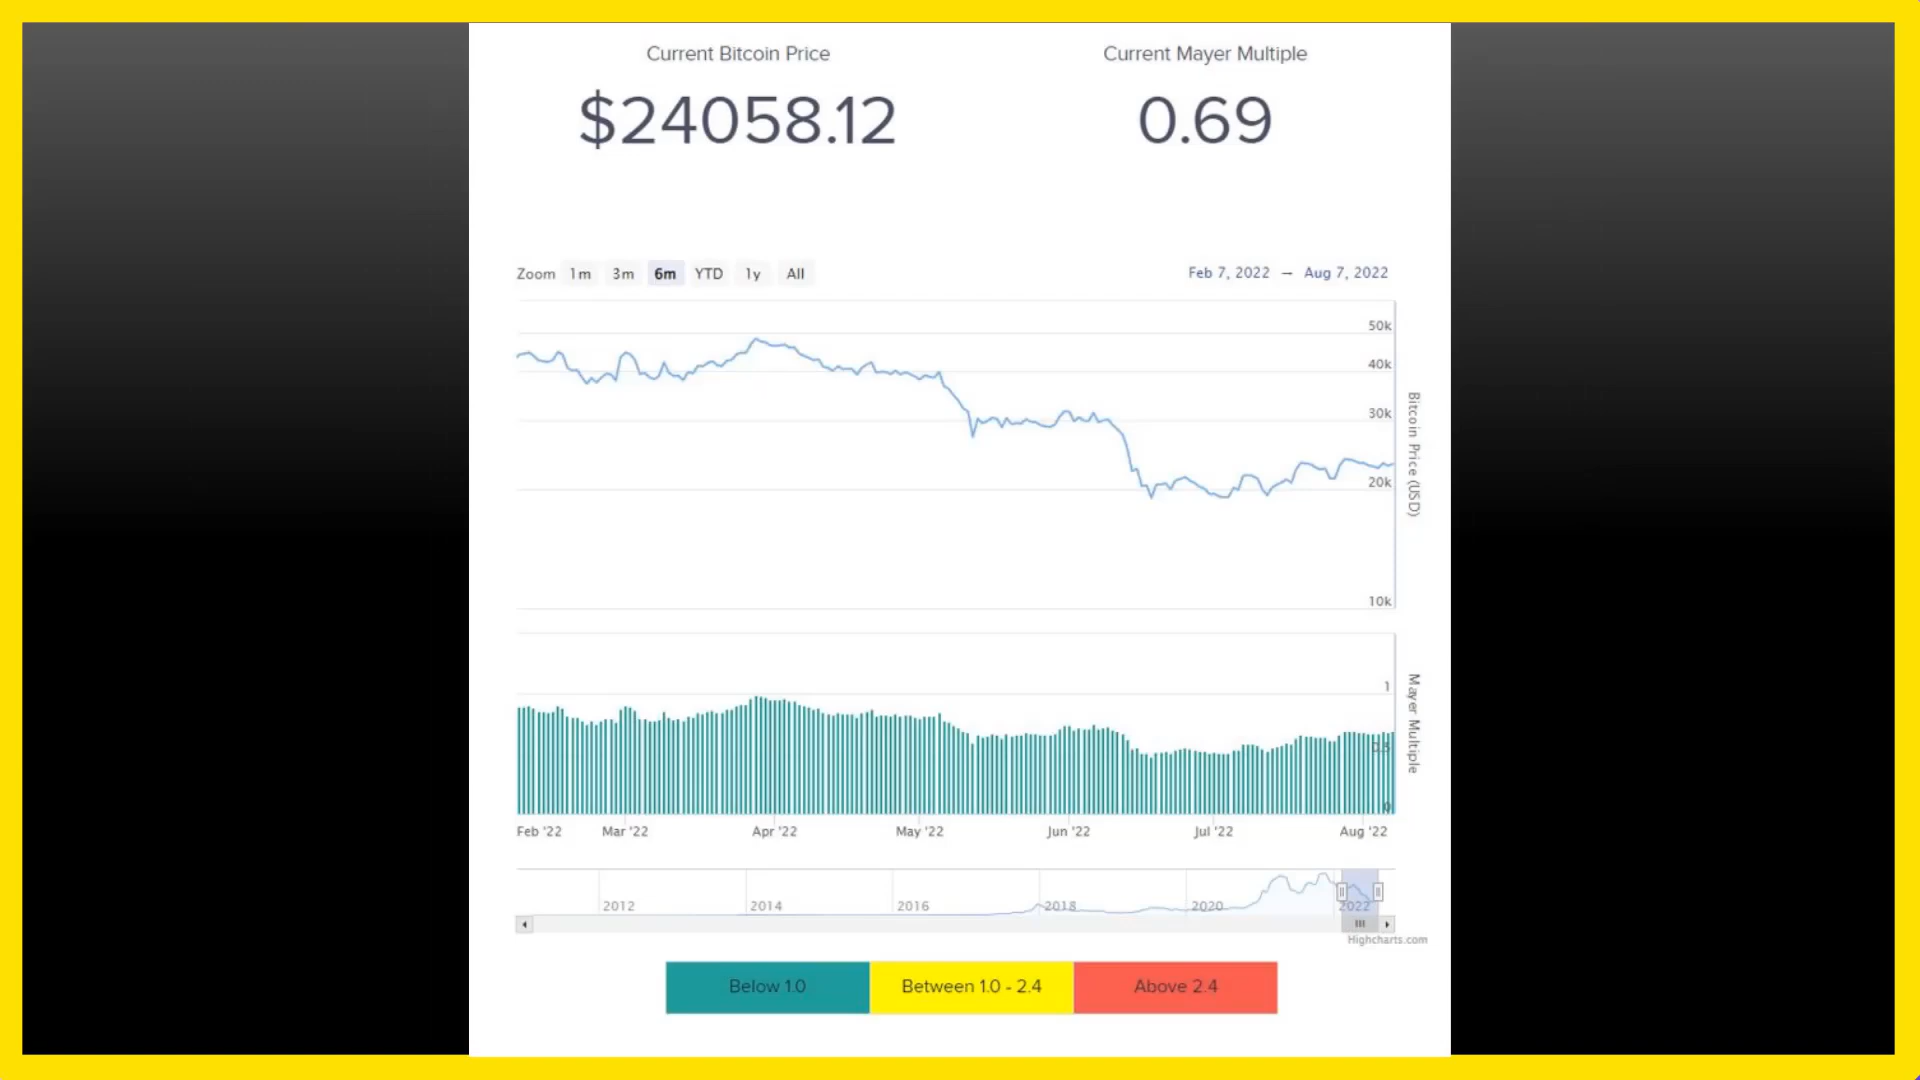 Current Bitcoin Price
Current Mayer Multiple
$24058.12
0.69
Zoom 1m 3m 6m YTD 1y All
Feb 7, 2022 → Aug 7, 2022
50k
40k
30k
20k
10k
Bitcoin Price (USD)
1
0.5
0
Mayer Multiple
Feb '22 Mar '22 Apr '22 May '22 Jun '22 Jul '22 Aug '22
2012 2014 2016 2018 2020 2022
Highcharts.com
Below 1.0
Between 1.0 - 2.4
Above 2.4